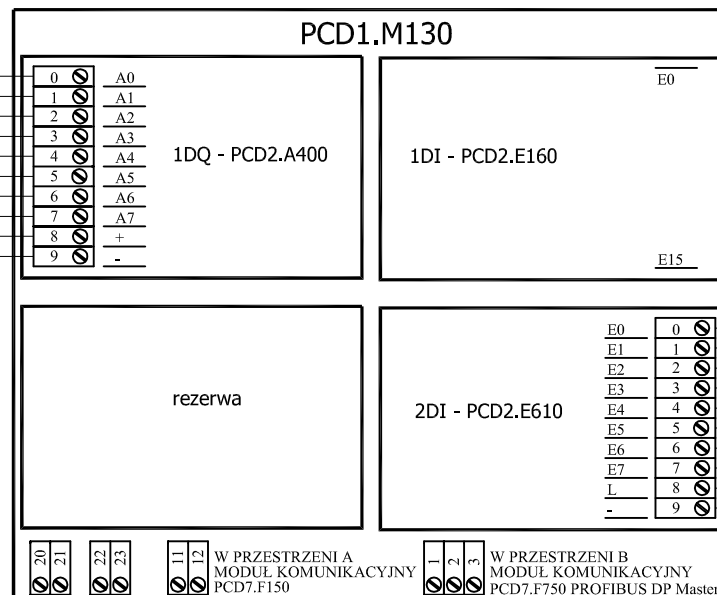 PCD1.M130
0 A0
1 A1
2 A2
3 A3
4 A4
5 A5
6 A6
7 A7
8 +
9 -
1DQ - PCD2.A400
E0
1DI - PCD2.E160
E15
rezerwa
2DI - PCD2.E610
E0 0
E1 1
E2 2
E3 3
E4 4
E5 5
E6 6
E7 7
L 8
- 9
20 21 22 23 11 12
W PRZESTRZENI A
MODUŁ KOMUNIKACYJNY
PCD7.F150
1 2 3
W PRZESTRZENI B
MODUŁ KOMUNIKACYJNY
PCD7.F750 PROFIBUS DP Master